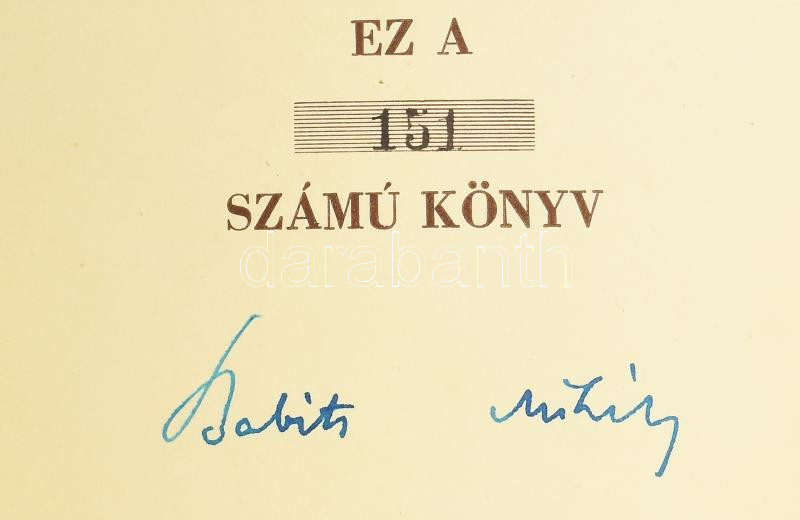 EZ A
151
SZÁMÚ KÖNYV
darabanth
Babits Mihály